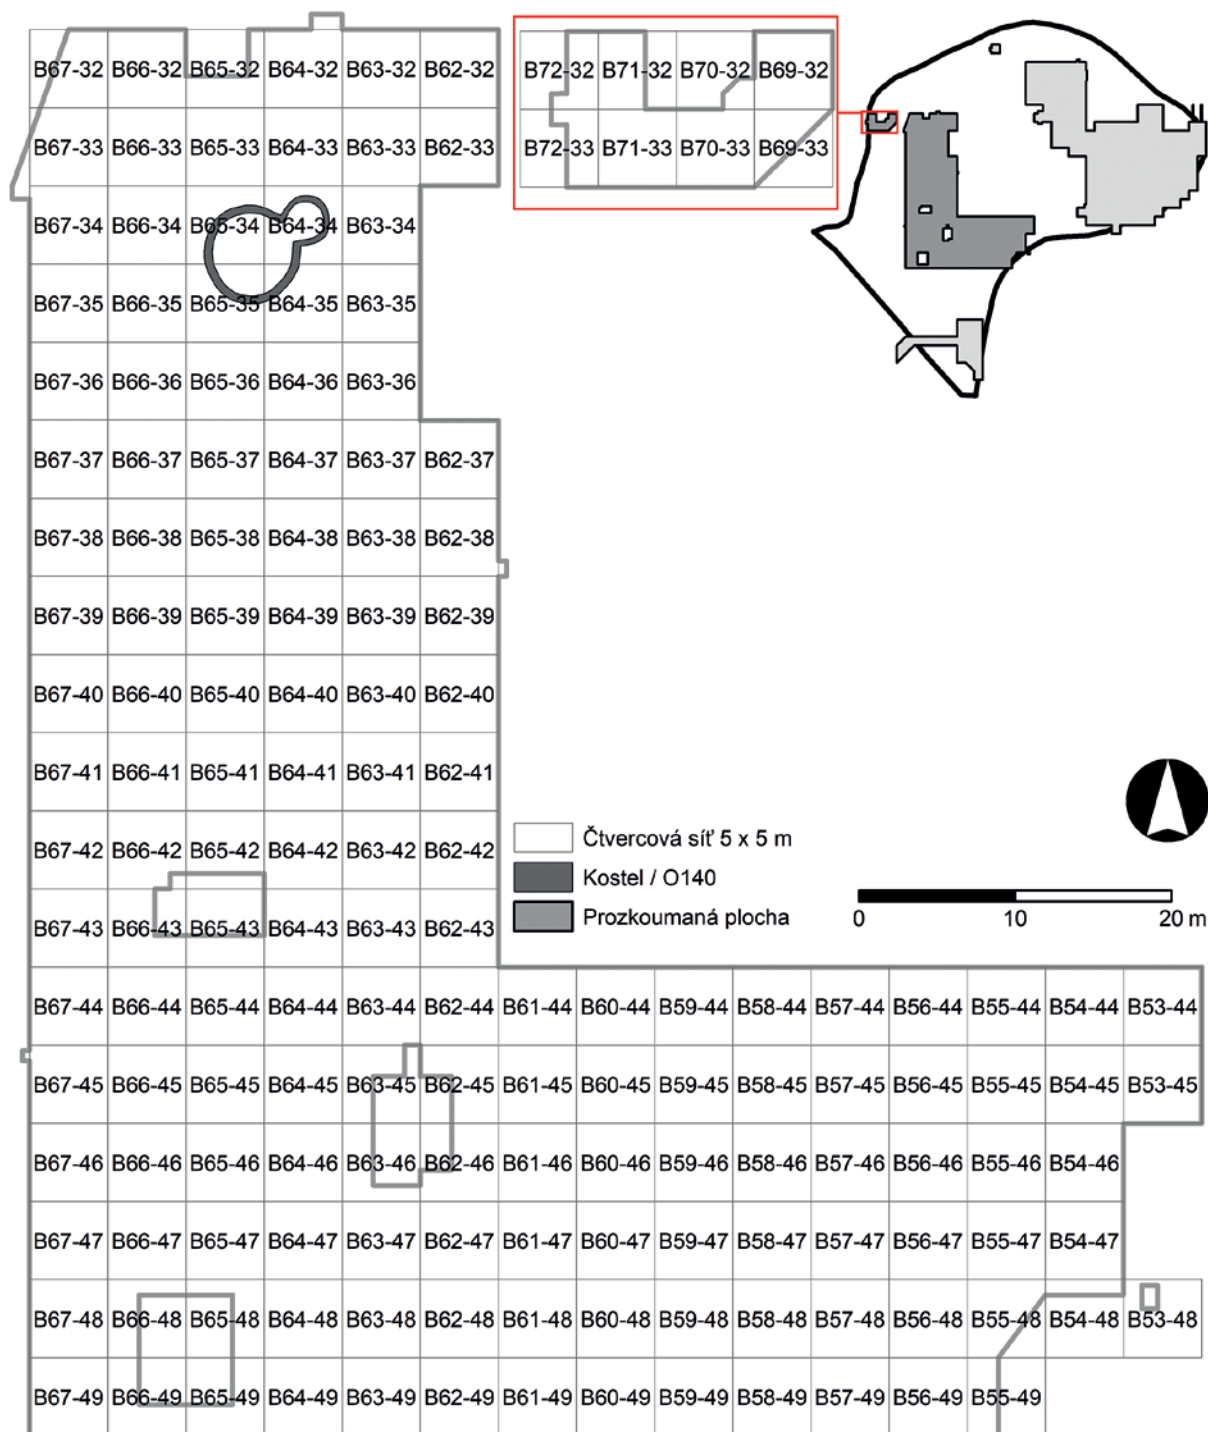 B67-32 B66-32 B65-32 B64-32 B63-32 B62-32
B67-33 B66-33 B65-33 B64-33 B63-33 B62-33
B67-34 B66-34 B65-34 B64-34 B63-34
B67-35 B66-35 B65-35 B64-35 B63-35
B67-36 B66-36 B65-36 B64-36 B63-36
B67-37 B66-37 B65-37 B64-37 B63-37 B62-37
B67-38 B66-38 B65-38 B64-38 B63-38 B62-38
B67-39 B66-39 B65-39 B64-39 B63-39 B62-39
B67-40 B66-40 B65-40 B64-40 B63-40 B62-40
B67-41 B66-41 B65-41 B64-41 B63-41 B62-41
B67-42 B66-42 B65-42 B64-42 B63-42 B62-42
B67-43 B66-43 B65-43 B64-43 B63-43 B62-43
B67-44 B66-44 B65-44 B64-44 B63-44 B62-44 B61-44 B60-44 B59-44 B58-44 B57-44 B56-44 B55-44 B54-44 B53-44
B67-45 B66-45 B65-45 B64-45 B63-45 B62-45 B61-45 B60-45 B59-45 B58-45 B57-45 B56-45 B55-45 B54-45 B53-45
B67-46 B66-46 B65-46 B64-46 B63-46 B62-46 B61-46 B60-46 B59-46 B58-46 B57-46 B56-46 B55-46 B54-46
B67-47 B66-47 B65-47 B64-47 B63-47 B62-47 B61-47 B60-47 B59-47 B58-47 B57-47 B56-47 B55-47 B54-47
B67-48 B66-48 B65-48 B64-48 B63-48 B62-48 B61-48 B60-48 B59-48 B58-48 B57-48 B56-48 B55-48 B54-48 B53-48
B67-49 B66-49 B65-49 B64-49 B63-49 B62-49 B61-49 B60-49 B59-49 B58-49 B57-49 B56-49 B55-49
B72-32 B71-32 B70-32 B69-32
B72-33 B71-33 B70-33 B69-33
Čtvercová síť 5 x 5 m
Kostel / O140
Prozkoumaná plocha
0 10 20 m